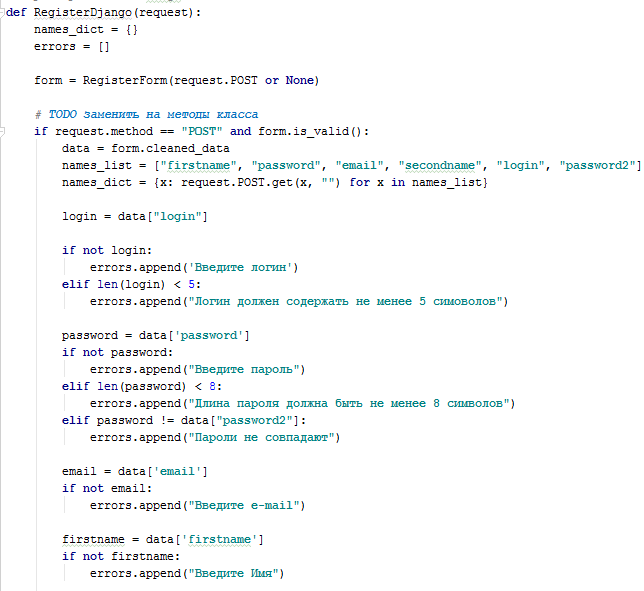 def RegisterDjango(request):
    names_dict = {}
    errors = []
    form = RegisterForm(request.POST or None)
    # TODO заменить на методы класса
    if request.method == "POST" and form.is_valid():
        data = form.cleaned_data
        names_list = ["firstname", "password", "email", "secondname", "login", "password2"]
        names_dict = {x: request.POST.get(x, "") for x in names_list}
        login = data["login"]
        if not login:
            errors.append('Введите логин')
        elif len(login) < 5:
            errors.append("Логин должен содержать не менее 5 симоволов")
        password = data['password']
        if not password:
            errors.append("Введите пароль")
        elif len(password) < 8:
            errors.append("Длина пароля должна быть не менее 8 символов")
        elif password != data["password2"]:
            errors.append("Пароли не совпадают")
        email = data['email']
        if not email:
            errors.append("Введите e-mail")
        firstname = data['firstname']
        if not firstname:
            errors.append("Введите Имя")